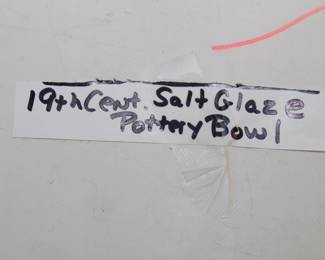 19th Cent. Salt Glaze
Pottery Bowl